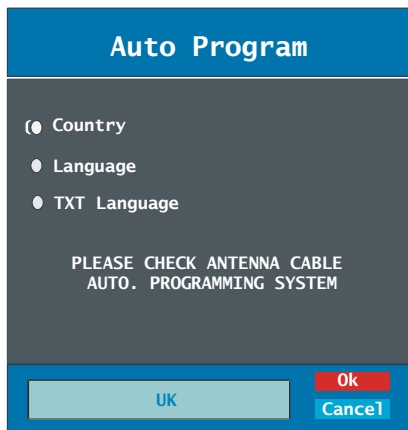 Auto Program
Country
Language
TXT Language
PLEASE CHECK ANTENNA CABLE
AUTO. PROGRAMMING SYSTEM
UK
Ok
Cancel